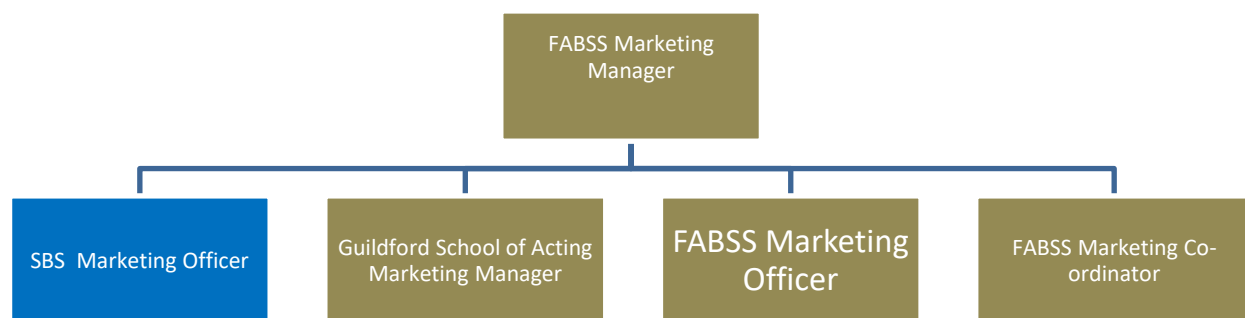 FABSS Marketing
Manager
SBS  Marketing Officer
Guildford School of Acting
Marketing Manager
FABSS Marketing
Officer
FABSS Marketing Co-
ordinator